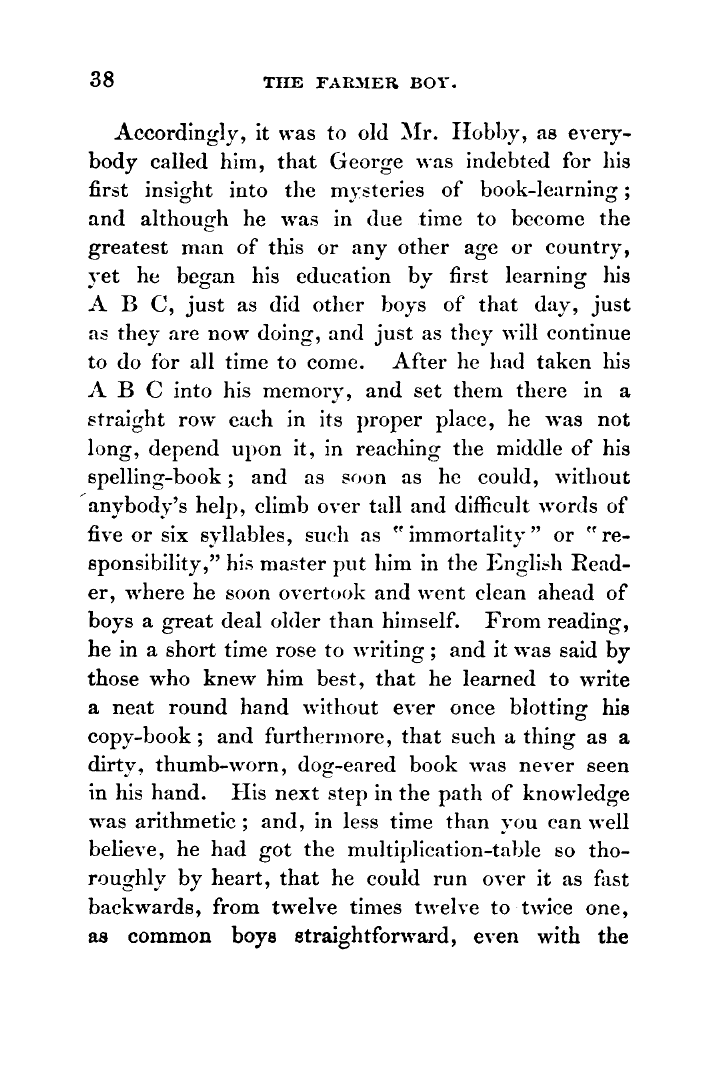 38 THE FARMER BOY.
Accordingly, it was to old Mr. Hobby, as every-
body called him, that George was indebted for his
first insight into the mysteries of book-learning;
and although he was in due time to become the
greatest man of this or any other age or country,
yet he began his education by first learning his
A B C, just as did other boys of that day, just
as they are now doing, and just as they will continue
to do for all time to come. After he had taken his
A B C into his memory, and set them there in a
straight row each in its proper place, he was not
long, depend upon it, in reaching the middle of his
spelling-book; and as soon as he could, without
anybody's help, climb over tall and difficult words of
five or six syllables, such as "immortality" or "re-
sponsibility," his master put him in the English Read-
er, where he soon overtook and went clean ahead of
boys a great deal older than himself. From reading,
he in a short time rose to writing; and it was said by
those who knew him best, that he learned to write
a neat round hand without ever once blotting his
copy-book; and furthermore, that such a thing as a
dirty, thumb-worn, dog-eared book was never seen
in his hand. His next step in the path of knowledge
was arithmetic; and, in less time than you can well
believe, he had got the multiplication-table so tho-
roughly by heart, that he could run over it as fast
backwards, from twelve times twelve to twice one,
as common boys straightforward, even with the